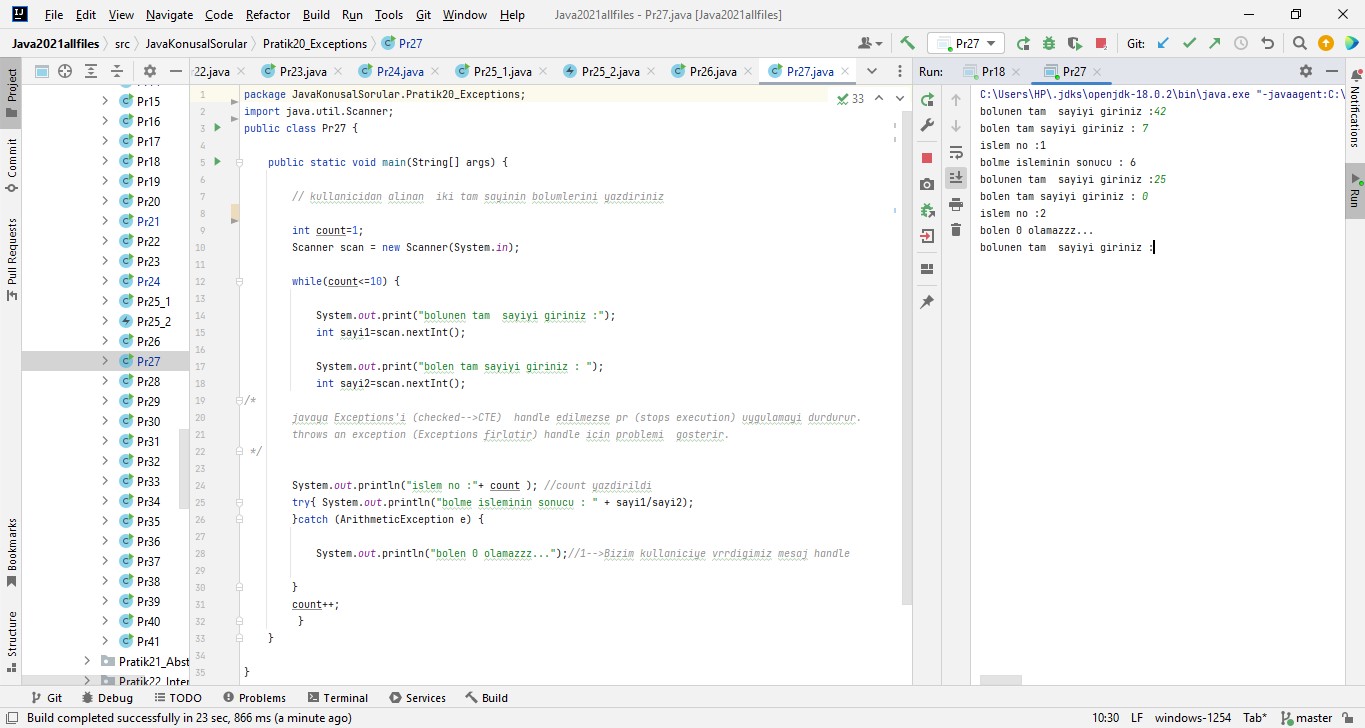 File Edit View Navigate Code Refactor Build Run Tools Git Window Help Java2021allfiles - Pr27.java [Java2021allfiles]
Java2021allfiles src JavaKonusalSorular Pratik20_Exceptions Pr27 Pr27 Git:
22.java Pr23.java Pr24.java Pr25_1.java Pr25_2.java Pr26.java Pr27.java Run: Pr18 Pr27
Project
Commit
Pull Requests
Bookmarks
Structure
Pr15
Pr16
Pr17
Pr18
Pr19
Pr20
Pr21
Pr22
Pr23
Pr24
Pr25_1
Pr25_2
Pr26
Pr27
Pr28
Pr29
Pr30
Pr31
Pr32
Pr33
Pr34
Pr35
Pr36
Pr37
Pr38
Pr39
Pr40
Pr41
Pratik21_Abst
Pratik22_Inter
33
1 package JavaKonusalSorular.Pratik20_Exceptions;
2 import java.util.Scanner;
3 public class Pr27 {
4
5 public static void main(String[] args) {
6
7 // kullanicidan alinan iki tam sayinin bolumlerini yazdiriniz
8
9 int count=1;
10 Scanner scan = new Scanner(System.in);
11
12 while(count<=10) {
13
14 System.out.print("bolunen tam sayiyi giriniz :");
15 int sayi1=scan.nextInt();
16
17 System.out.print("bolen tam sayiyi giriniz : ");
18 int sayi2=scan.nextInt();
19 /*
20 javaya Exceptions'i (checked-->CTE) handle edilmezse pr (stops execution) uygulamayi durdurur.
21 throws an exception (Exceptions firlatir) handle icin problemi gosterir.
22 */
23
24 System.out.println("islem no :"+ count ); //count yazdirildi
25 try{ System.out.println("bolme isleminin sonucu : " + sayi1/sayi2);
26 }catch (ArithmeticException e) {
27
28 System.out.println("bolen 0 olamazzz...");//1-->Bizim kullaniciye vrrdigimiz mesaj handle
29
30 }
31 count++;
32 }
33 }
34
35 }
C:\Users\HP\.jdks\openjdk-18.0.2\bin\java.exe "-javaagent:C:\
bolunen tam sayiyi giriniz :42
bolen tam sayiyi giriniz : 7
islem no :1
bolme isleminin sonucu : 6
bolunen tam sayiyi giriniz :25
bolen tam sayiyi giriniz : 0
islem no :2
bolen 0 olamazzz...
bolunen tam sayiyi giriniz :
Notifications
Run
Git Debug TODO Problems Terminal Services Build
Build completed successfully in 23 sec, 866 ms (a minute ago) 10:30 LF windows-1254 Tab* master